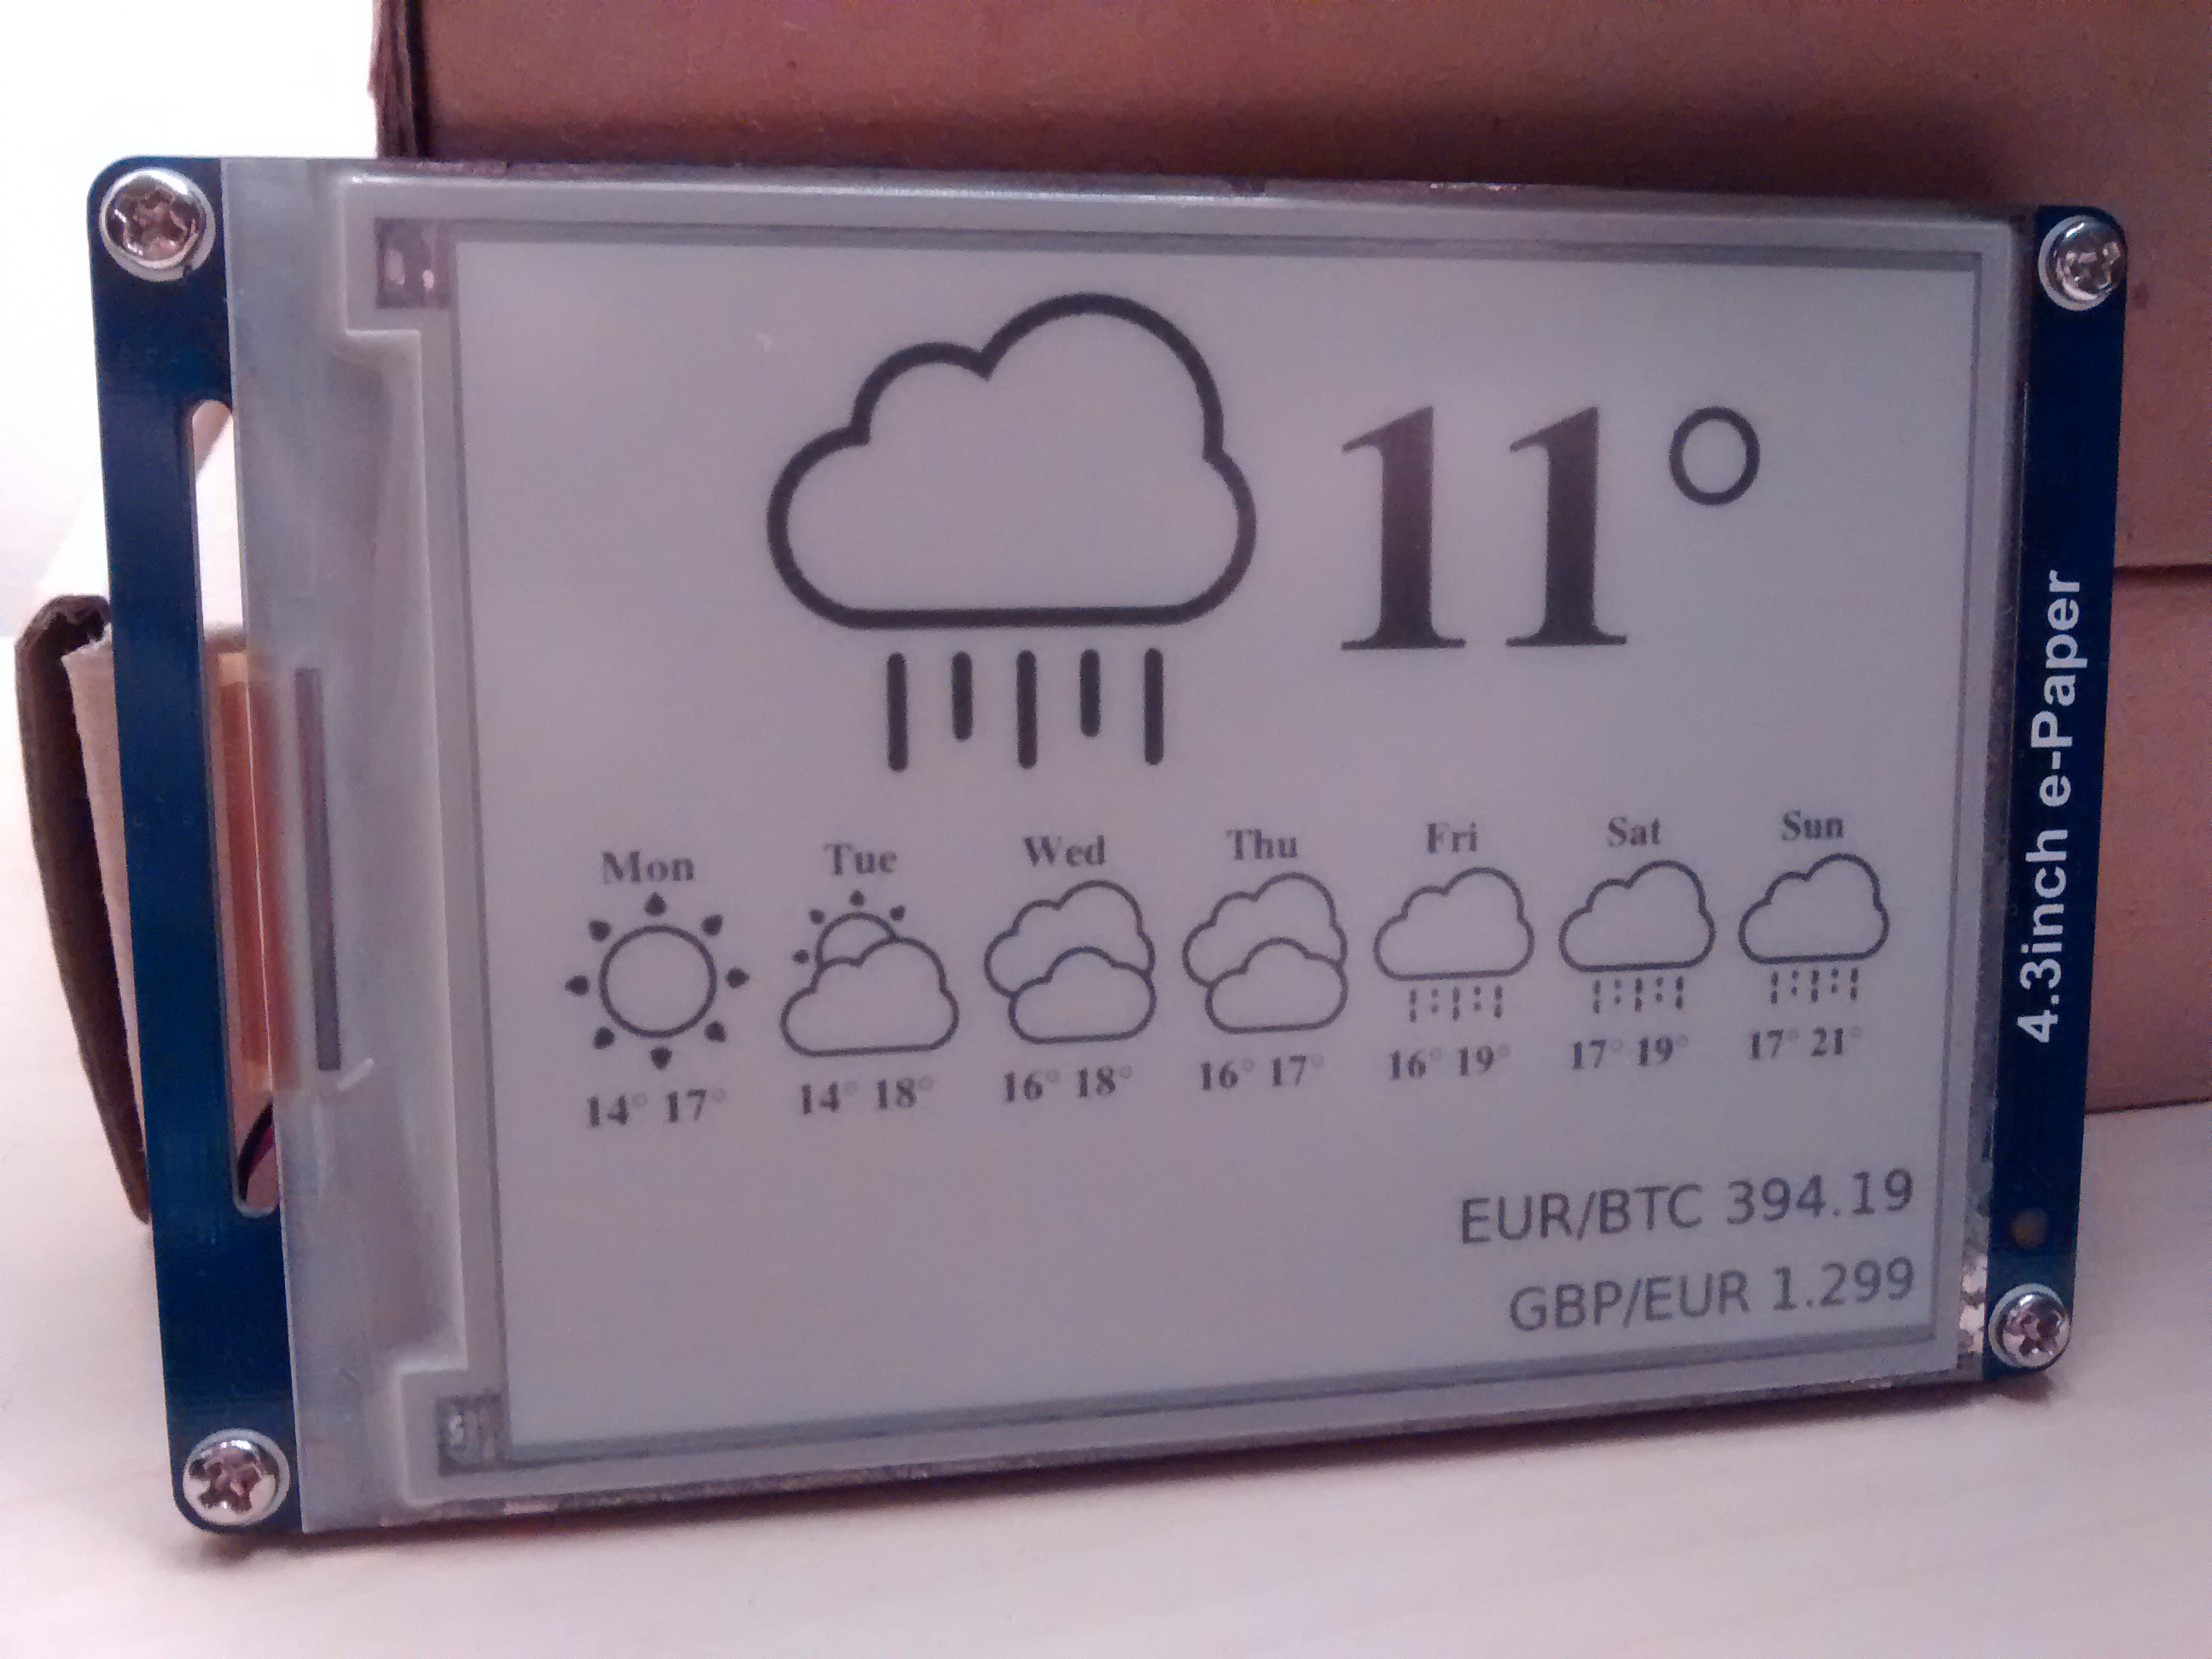 11°
Mon Tue Wed Thu Fri Sat Sun
14° 17° 14° 18° 16° 18° 16° 17° 16° 19° 17° 19° 17° 21°
EUR/BTC 394.19
GBP/EUR 1.299
4.3inch e-Paper